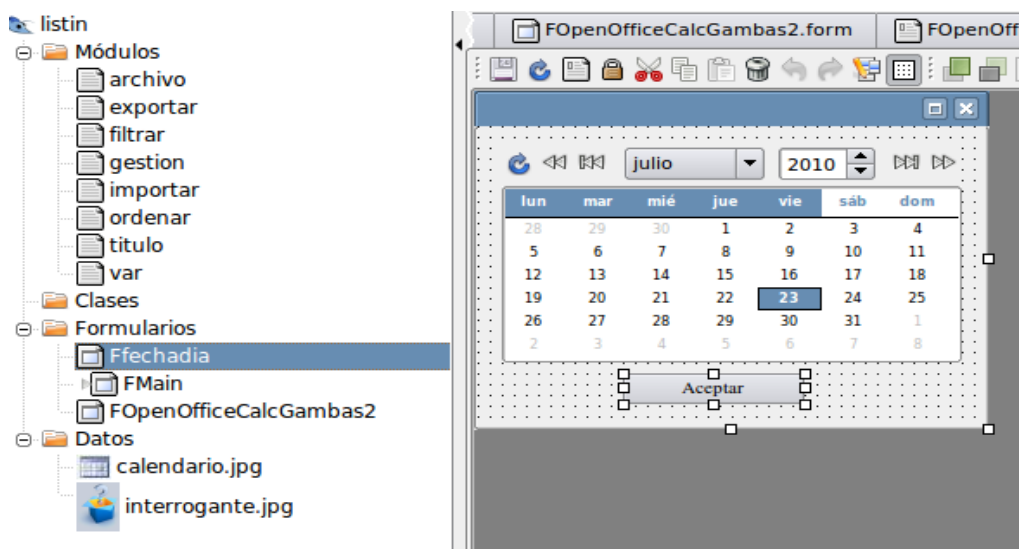 listin
Módulos
archivo
exportar
filtrar
gestion
importar
ordenar
titulo
var
Clases
Formularios
Ffechadia
FMain
FOpenOfficeCalcGambas2
Datos
calendario.jpg
interrogante.jpg
FOpenOfficeCalcGambas2.form FOpenOff
julio 2010
lun mar mié jue vie sáb dom
28 29 30 1 2 3 4
5 6 7 8 9 10 11
12 13 14 15 16 17 18
19 20 21 22 23 24 25
26 27 28 29 30 31 1
2 3 4 5 6 7 8
Aceptar